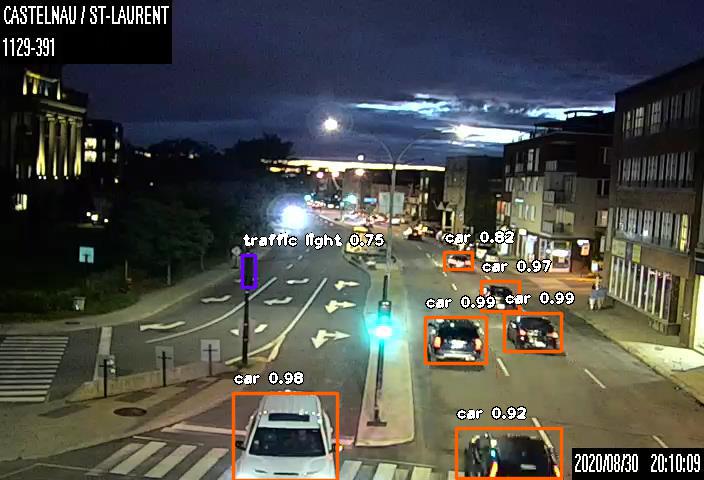 CASTELNAU / ST-LAURENT
1129-391
traffic light 0.75
car 0.82
car 0.97
car 0.99
car 0.99
car 0.98
car 0.92
2020/08/30 20:10:09